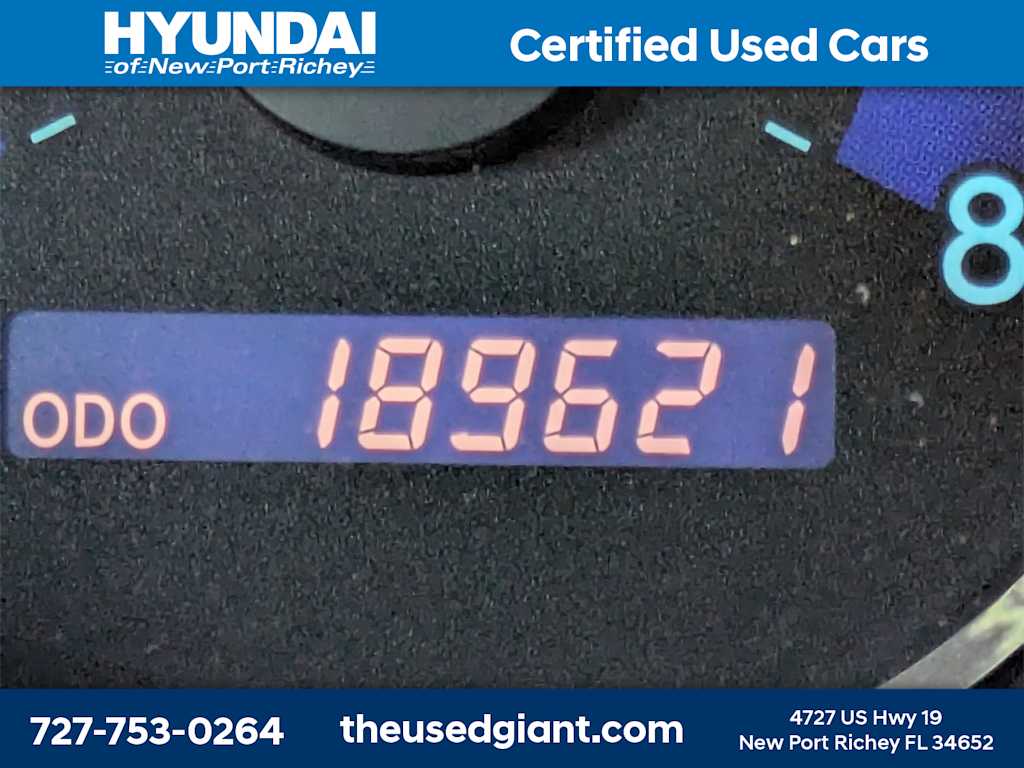 HYUNDAI
of New Port Richey
Certified Used Cars
8
ODO 189621
727-753-0264
theusedgiant.com
4727 US Hwy 19
New Port Richey FL 34652